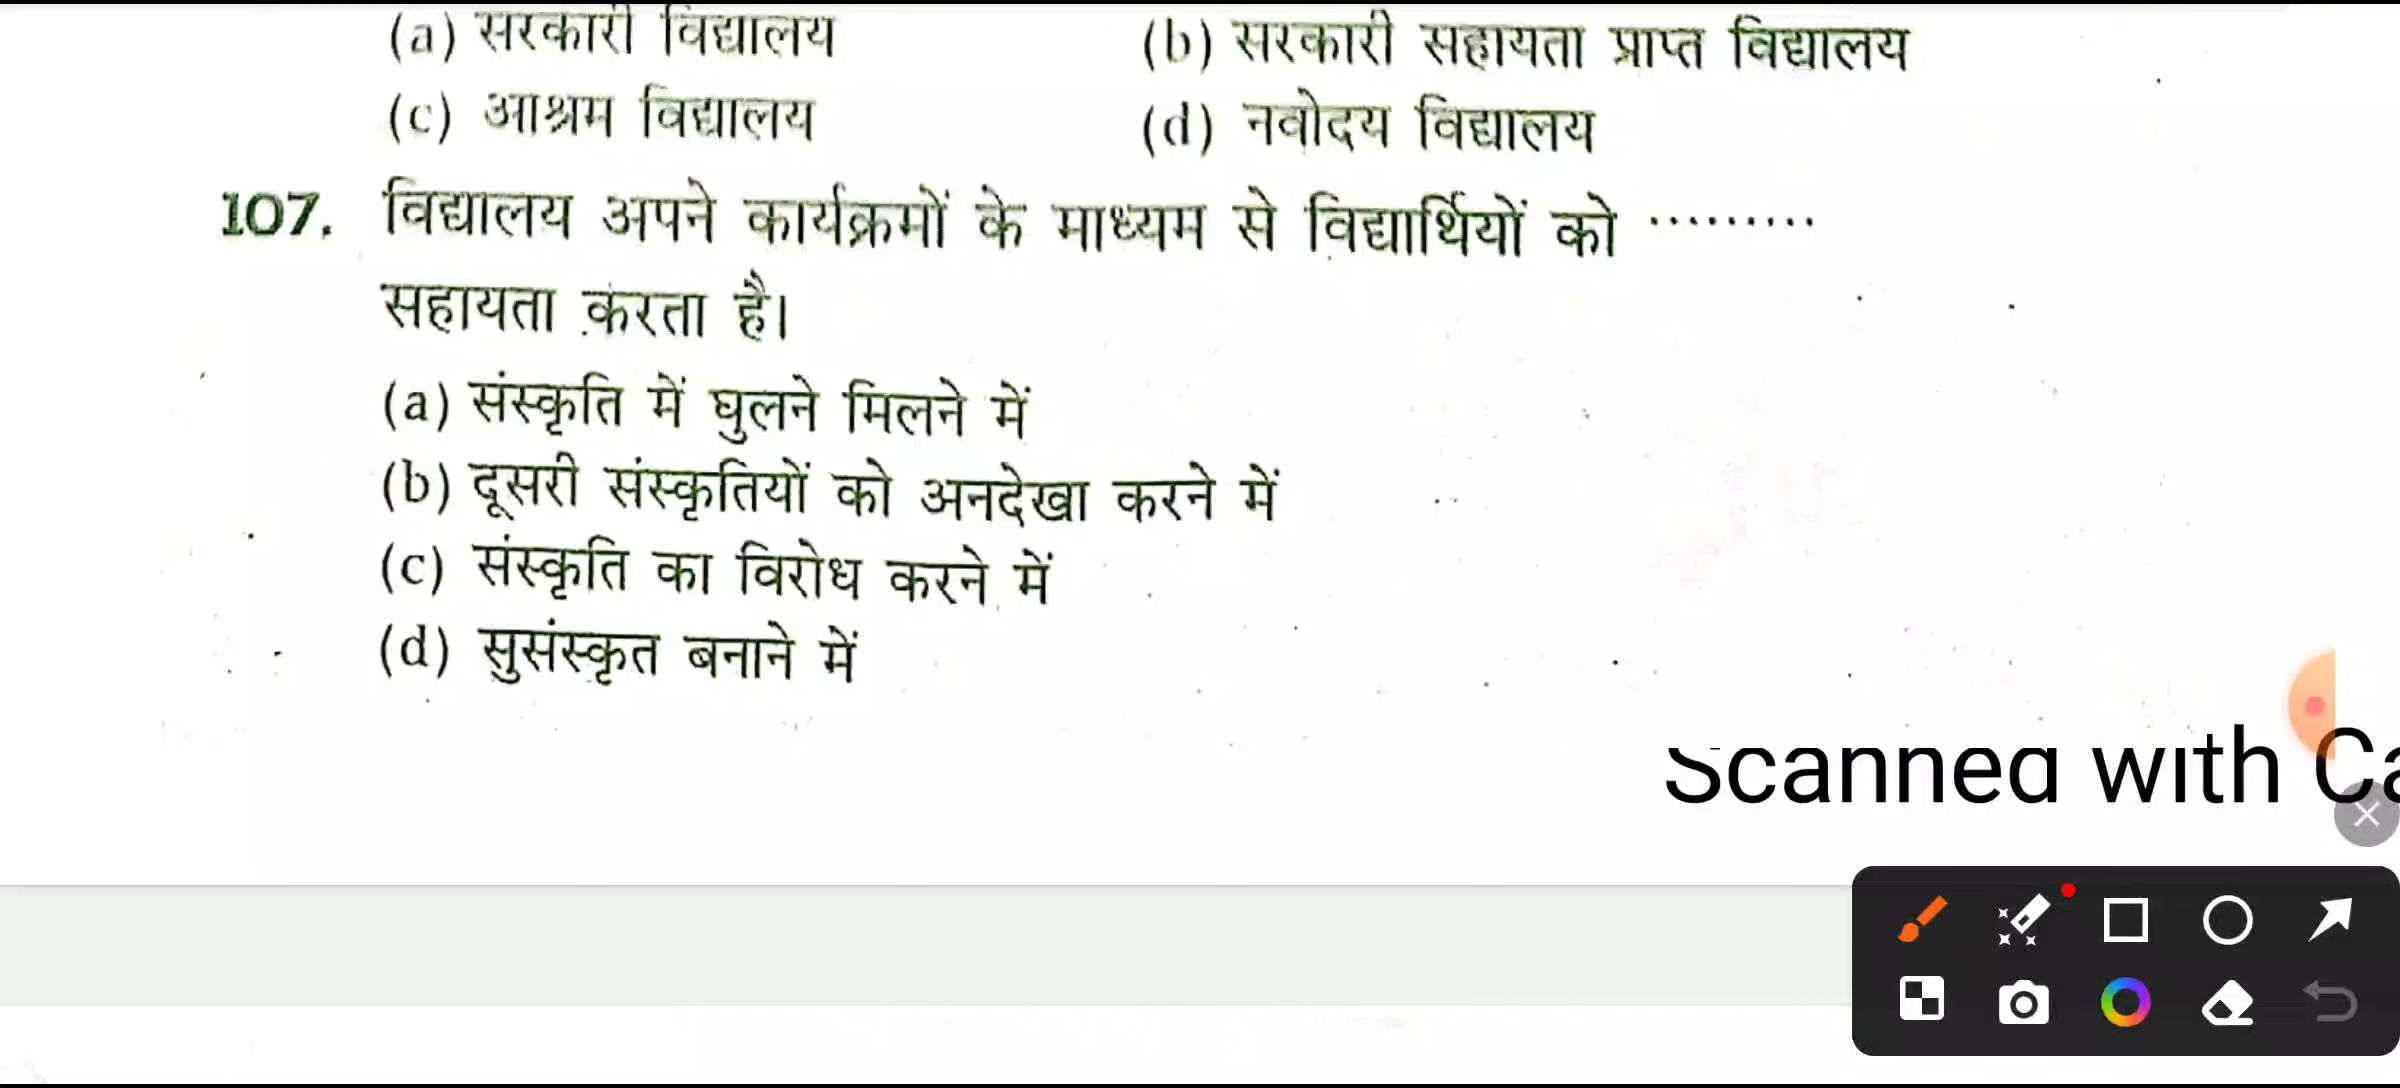 (a) सरकारी विद्यालय
(b) सरकारी सहायता प्राप्त विद्यालय
(c) आश्रम विद्यालय
(d) नवोदय विद्यालय
107. विद्यालय अपने कार्यक्रमों के माध्यम से विद्यार्थियों को ·········
सहायता करता है।
(a) संस्कृति में घुलने मिलने में
(b) दूसरी संस्कृतियों को अनदेखा करने में
(c) संस्कृति का विरोध करने में
(d) सुसंस्कृत बनाने में
Scanned with Ca